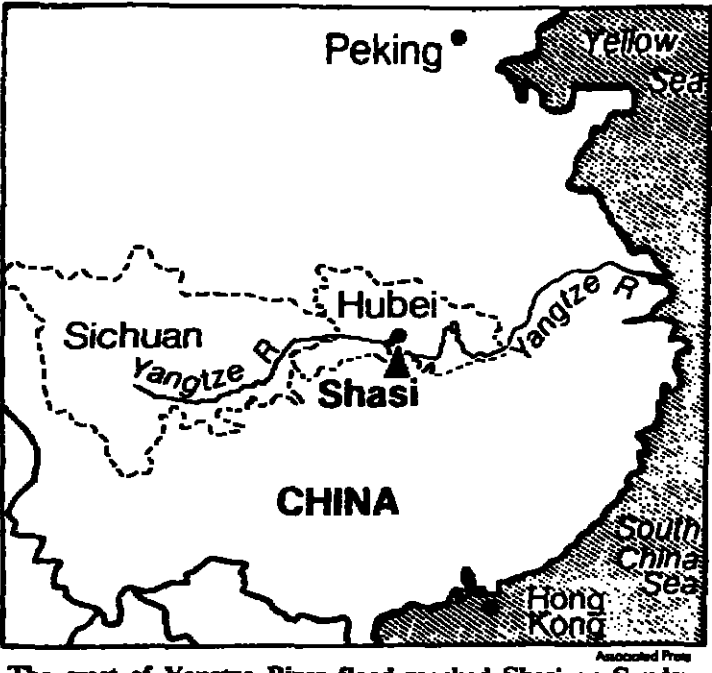 Peking
Yellow
Sea
Hubei
Sichuan
Yangtze R
Yangtze R
Shasi
CHINA
South
China
Sea
Hong
Kong
Associated Press
The crest of Yangtze River flood reached Shasi on Sunday